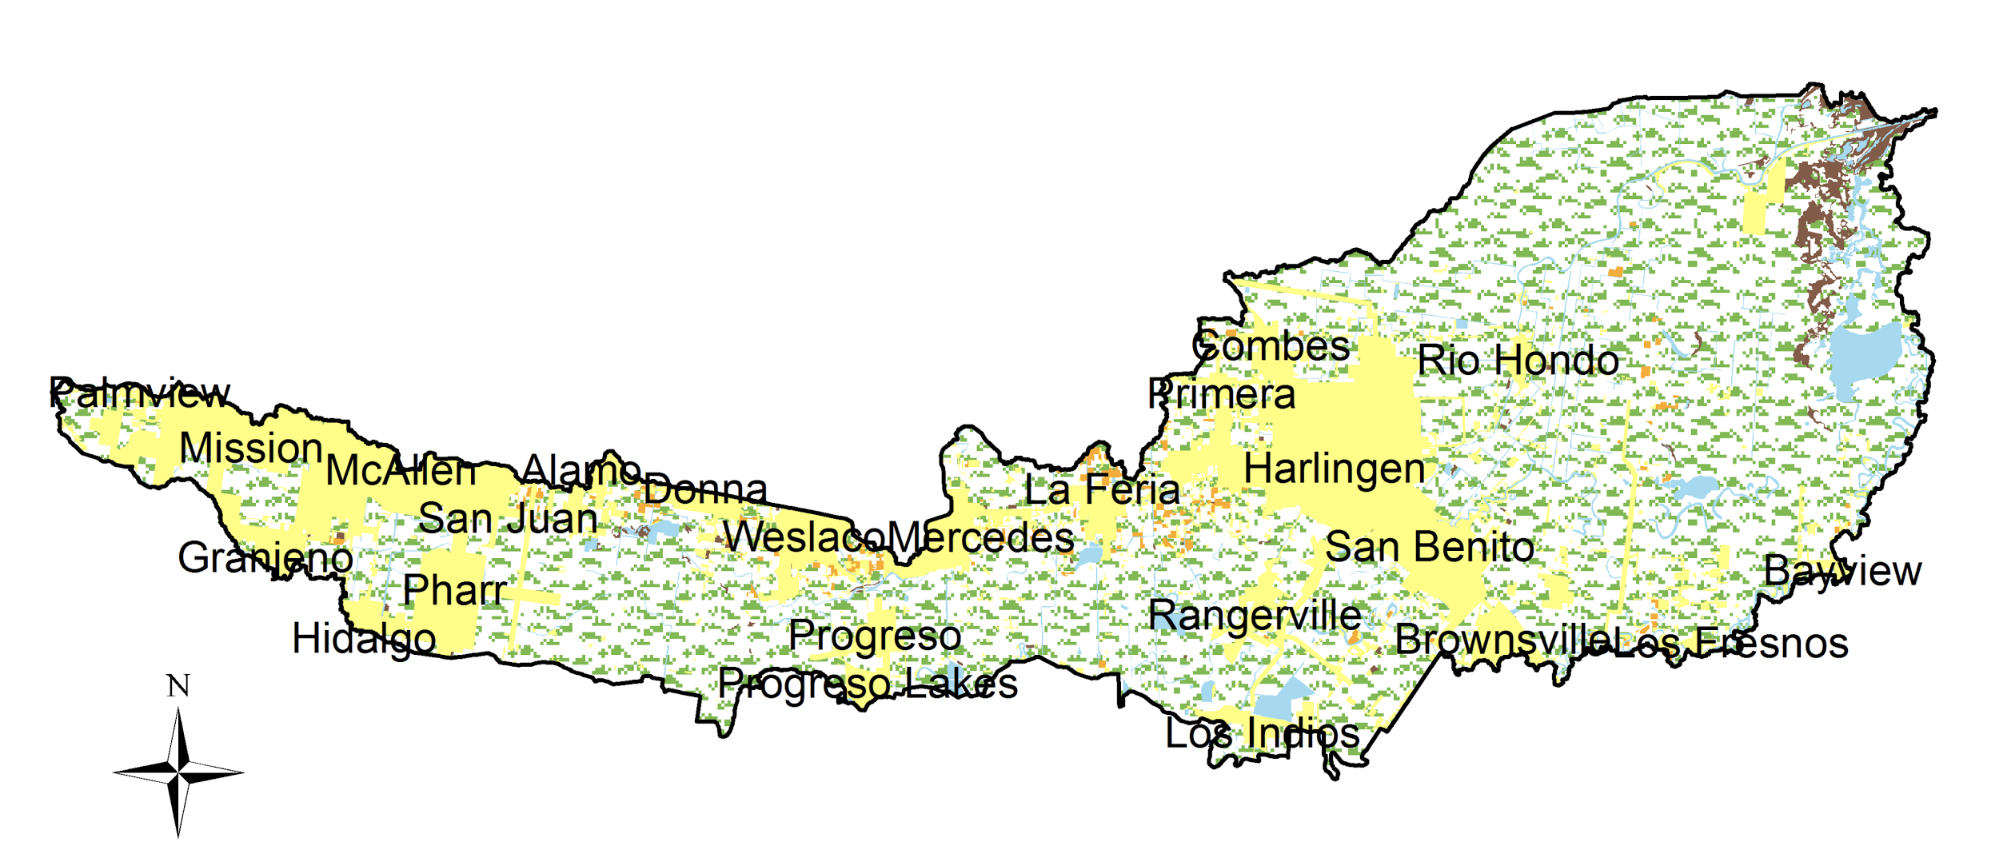 Combes
Rio Hondo
Palmview
Primera
Mission
McAllen
Alamo
Donna
La Feria
Harlingen
San Juan
Weslaco
Mercedes
San Benito
Granjeno
Bayview
Pharr
Rangerville
Hidalgo
Progreso
Brownsville
Los Fresnos
Progreso Lakes
N
Los Indios